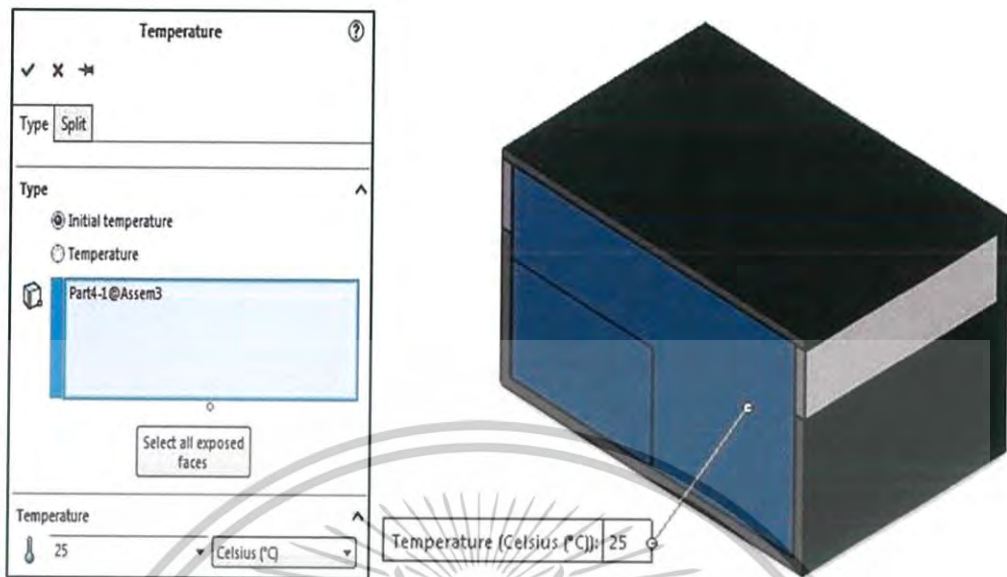 Temperature
Type Split
Type
Initial temperature
Temperature
Part4-1@Assem3
Select all exposed
faces
Temperature
25 Celsius (°C)
Temperature (Celsius (°C)): 25